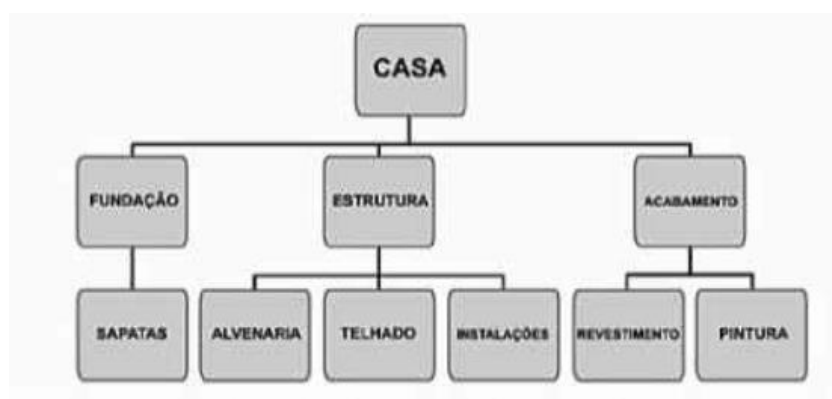 CASA
FUNDAÇÃO
ESTRUTURA
ACABAMENTO
SAPATAS
ALVENARIA
TELHADO
INSTALAÇÕES
REVESTIMENTO
PINTURA